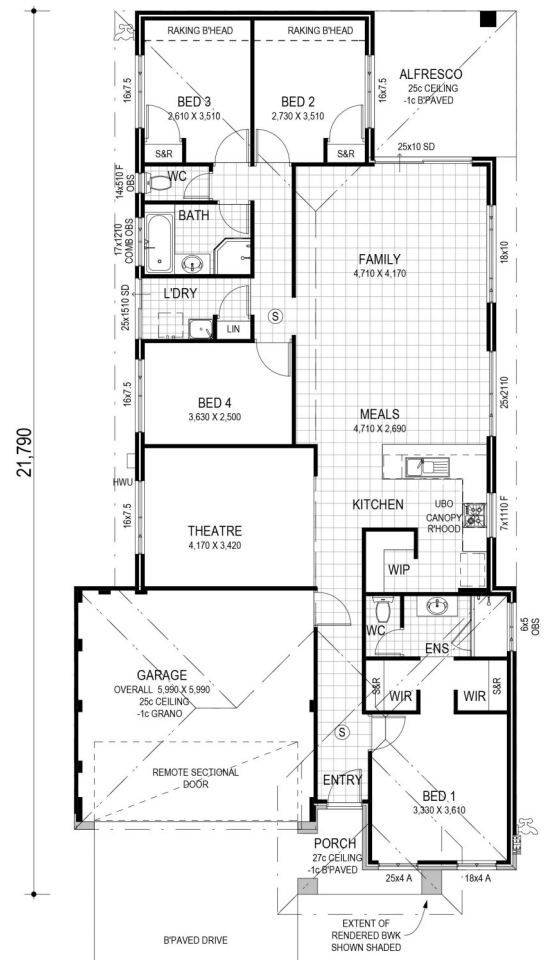 RAKING B'HEAD
RAKING B'HEAD
16x7.5
BED 3
2,610 X 3,510
BED 2
2,730 X 3,510
16x7.5
ALFRESCO
25c CEILING
-1c B'PAVED
S&R
S&R
25x10 SD
14x510 F
OBS
WC
17x1210
COMB OBS
BATH
FAMILY
4,710 X 4,170
18x10
25x1510 SD
L'DRY
LIN
S
16x7.5
BED 4
3,630 X 2,500
MEALS
4,710 X 2,690
25x2110
21,790
HWU
16x7.5
THEATRE
4,170 X 3,420
KITCHEN
UBO
CANOPY
R'HOOD
7x1110 F
WIP
WC
ENS
6x5
OBS
GARAGE
OVERALL 5,990 X 5,990
25c CEILING
-1c GRANO
S&R
WIR
WIR
S&R
REMOTE SECTIONAL
DOOR
S
ENTRY
BED 1
3,330 X 3,610
METER
PORCH
27c CEILING
-1c B'PAVED
25x4 A
18x4 A
B'PAVED DRIVE
EXTENT OF
RENDERED BWK
SHOWN SHADED